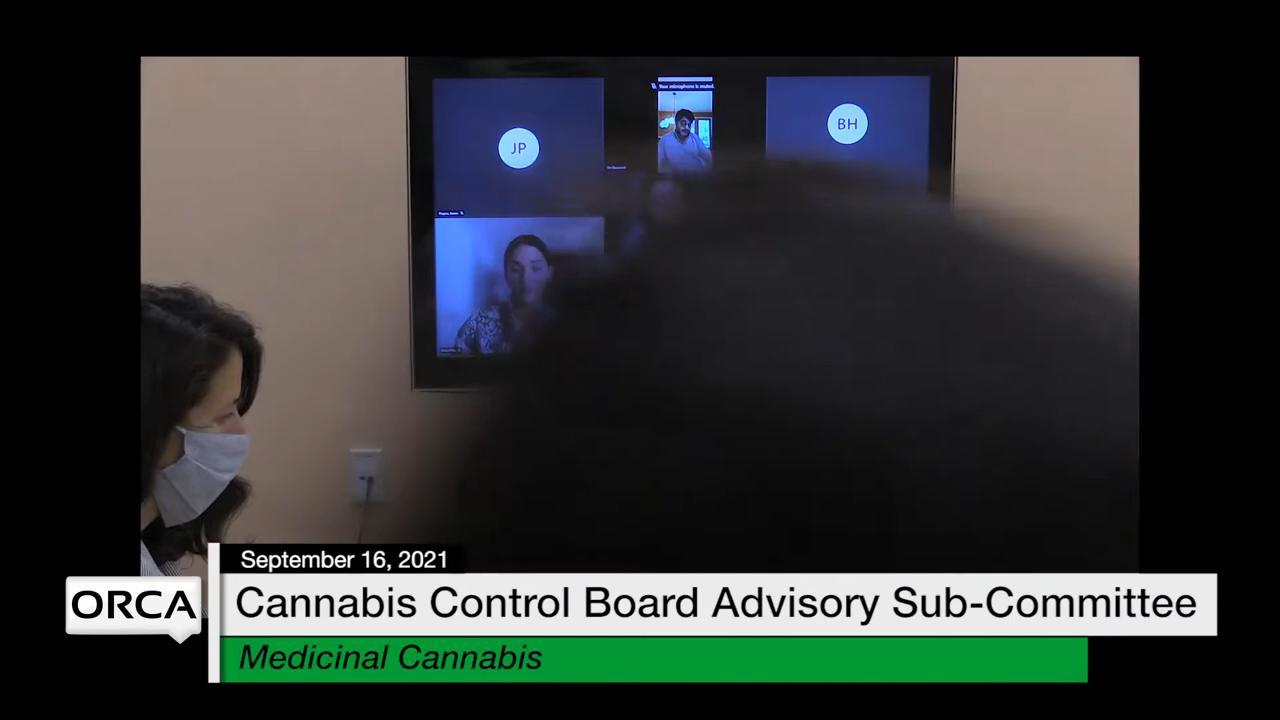 Your microphone is muted.
JP
BH
September 16, 2021
ORCA
Cannabis Control Board Advisory Sub-Committee
Medicinal Cannabis